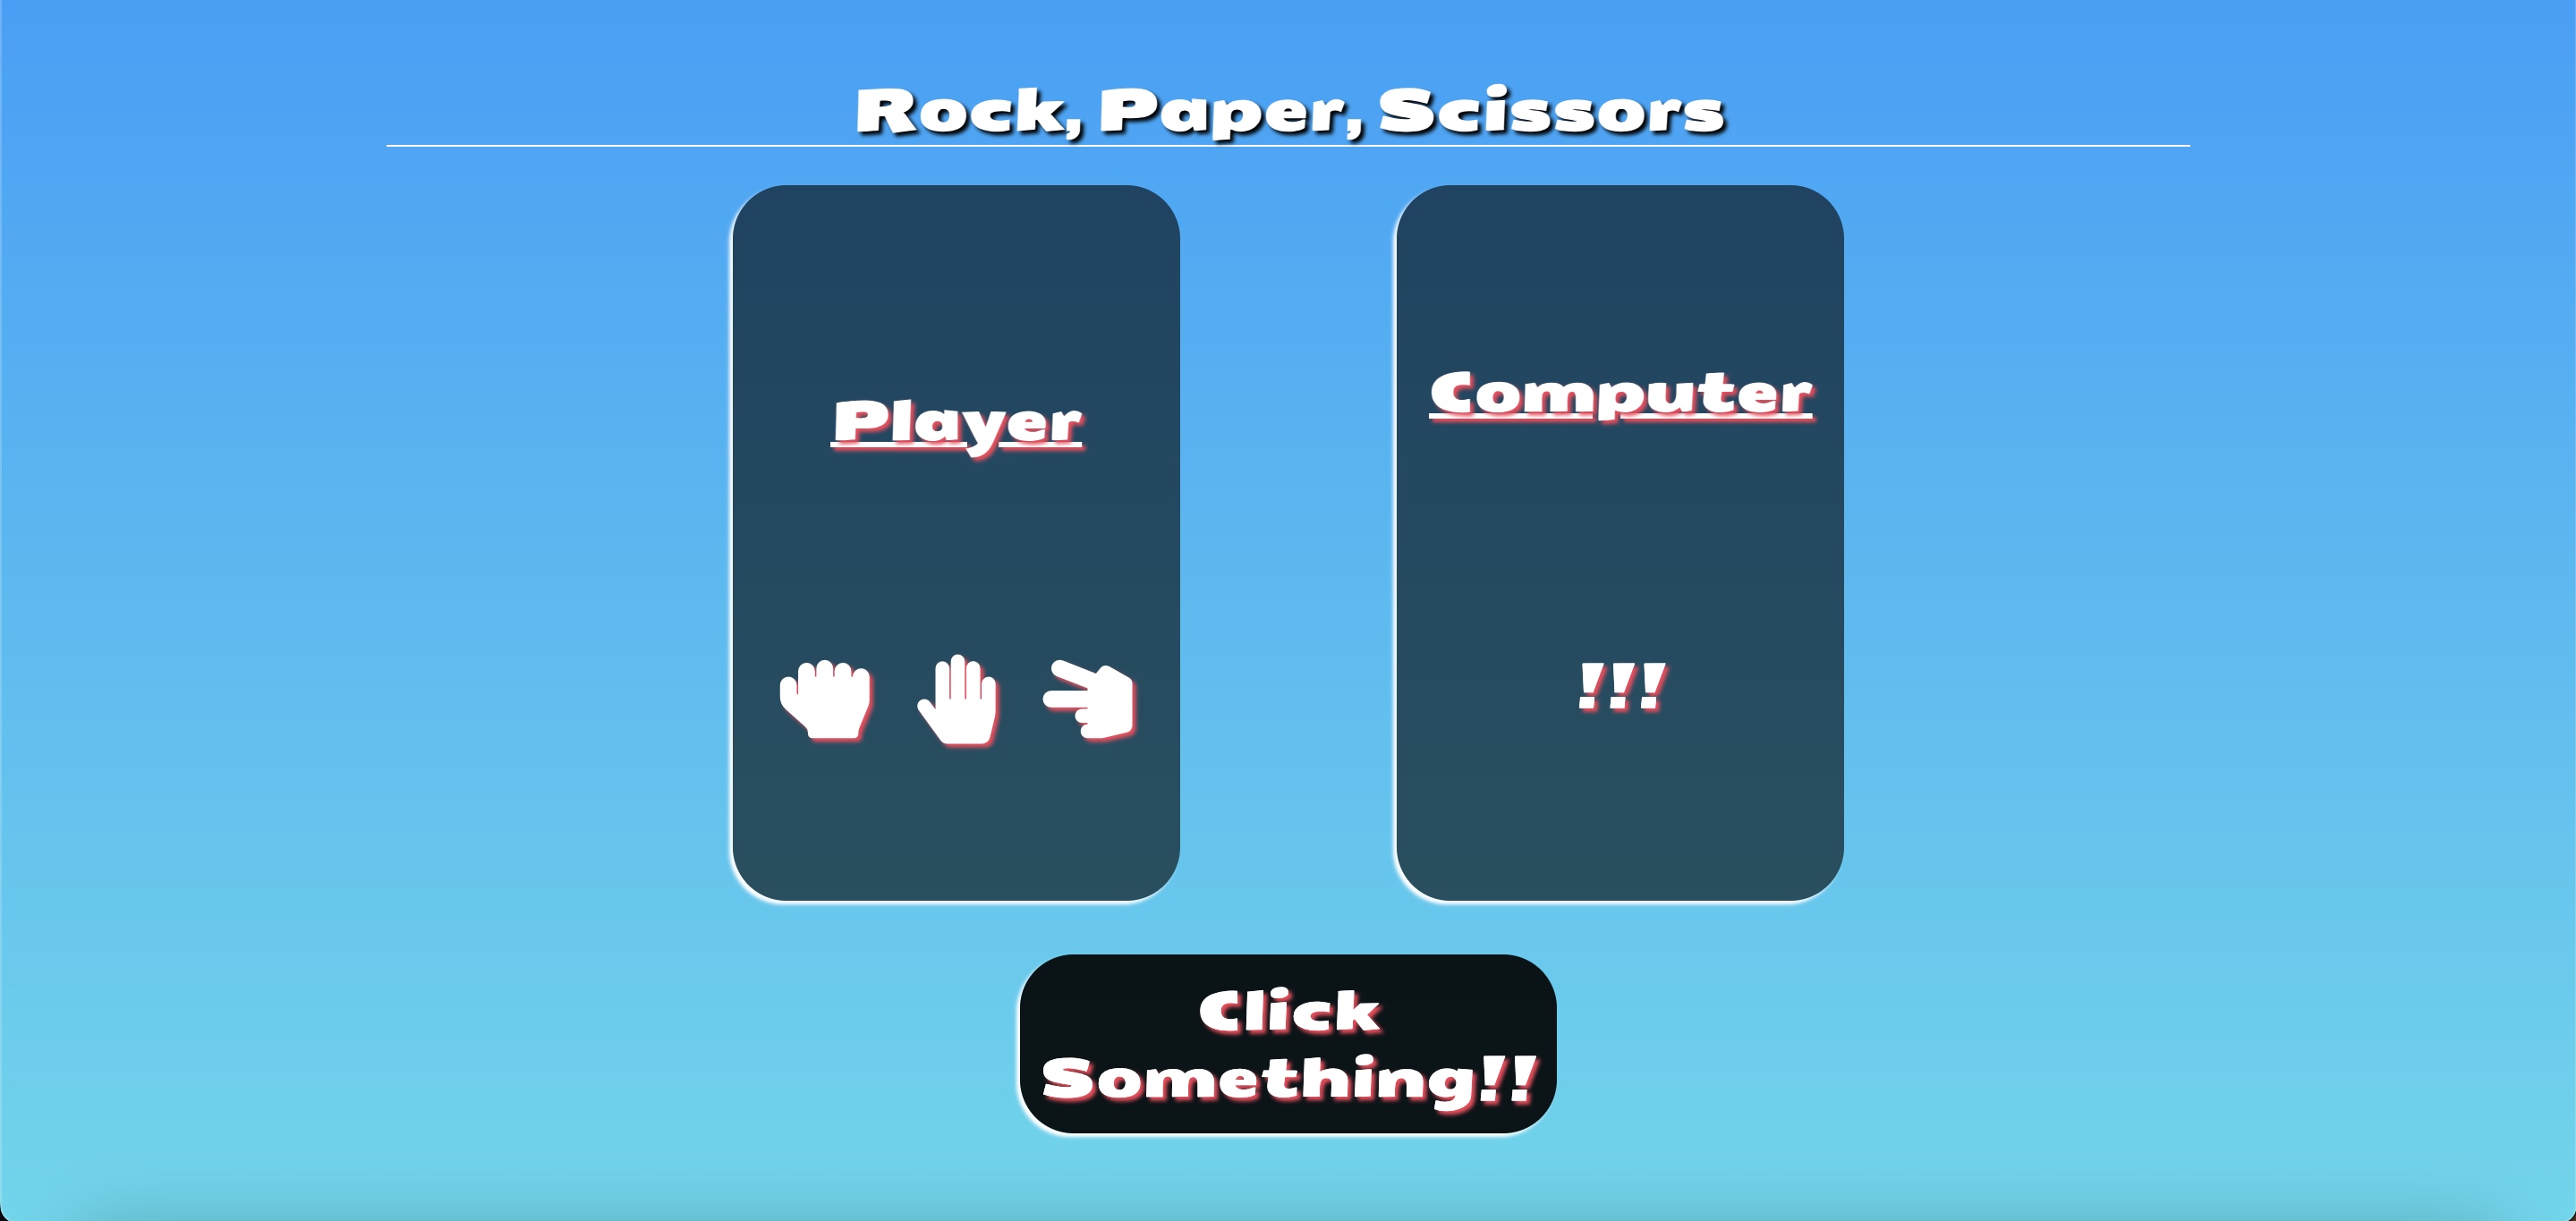 Rock, Paper, Scissors
Player
Computer
!!!
Click
Something!!